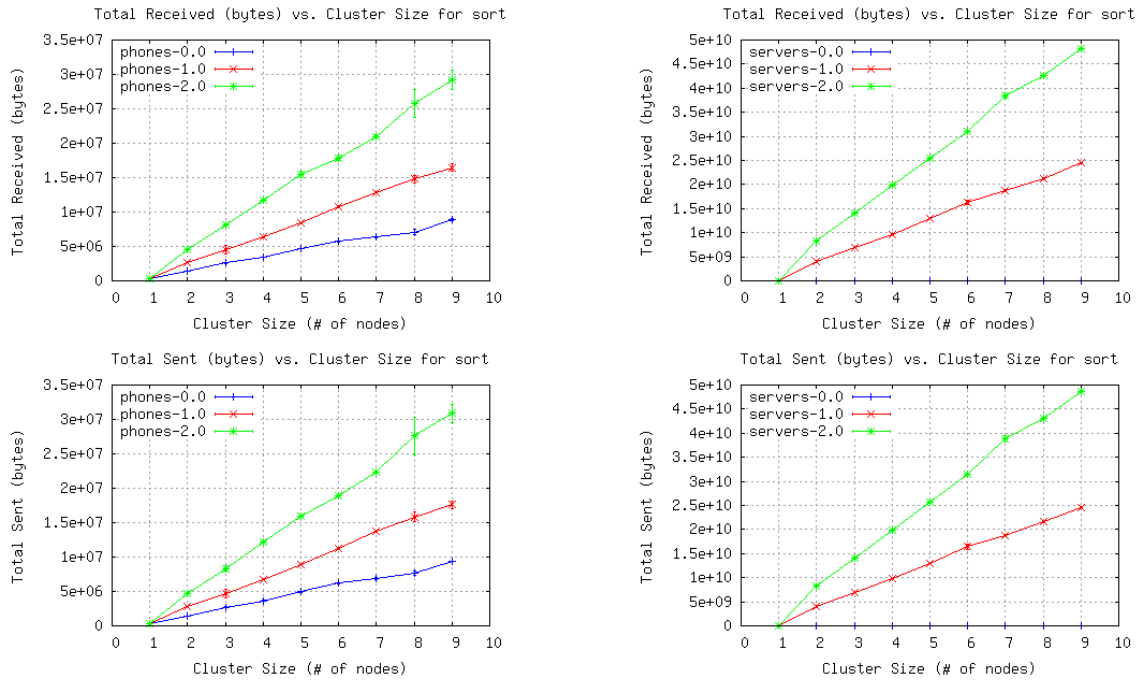 Total Received (bytes) vs. Cluster Size for sort
3.5e+07
3e+07
2.5e+07
2e+07
1.5e+07
1e+07
5e+06
0
phones-0.0
phones-1.0
phones-2.0
Total Received (bytes)
0 1 2 3 4 5 6 7 8 9 10
Cluster Size (# of nodes)
Total Received (bytes) vs. Cluster Size for sort
5e+10
4.5e+10
4e+10
3.5e+10
3e+10
2.5e+10
2e+10
1.5e+10
1e+10
5e+09
0
servers-0.0
servers-1.0
servers-2.0
Total Received (bytes)
0 1 2 3 4 5 6 7 8 9 10
Cluster Size (# of nodes)
Total Sent (bytes) vs. Cluster Size for sort
3.5e+07
3e+07
2.5e+07
2e+07
1.5e+07
1e+07
5e+06
0
phones-0.0
phones-1.0
phones-2.0
Total Sent (bytes)
0 1 2 3 4 5 6 7 8 9 10
Cluster Size (# of nodes)
Total Sent (bytes) vs. Cluster Size for sort
5e+10
4.5e+10
4e+10
3.5e+10
3e+10
2.5e+10
2e+10
1.5e+10
1e+10
5e+09
0
servers-0.0
servers-1.0
servers-2.0
Total Sent (bytes)
0 1 2 3 4 5 6 7 8 9 10
Cluster Size (# of nodes)